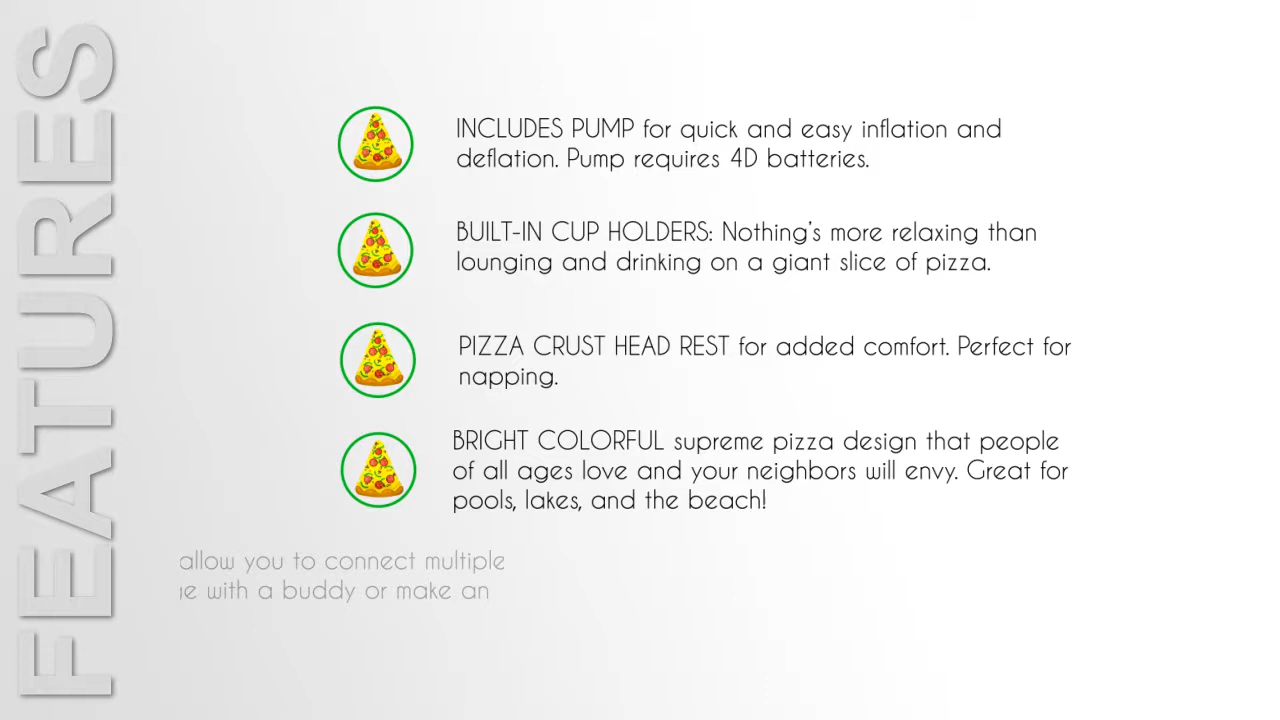 FEATURES
INCLUDES PUMP for quick and easy inflation and
deflation. Pump requires 4D batteries.
BUILT-IN CUP HOLDERS: Nothing's more relaxing than
lounging and drinking on a giant slice of pizza.
PIZZA CRUST HEAD REST for added comfort. Perfect for
napping.
BRIGHT COLORFUL supreme pizza design that people
of all ages love and your neighbors will envy. Great for
pools, lakes, and the beach!
allow you to connect multiple
with a buddy or make an